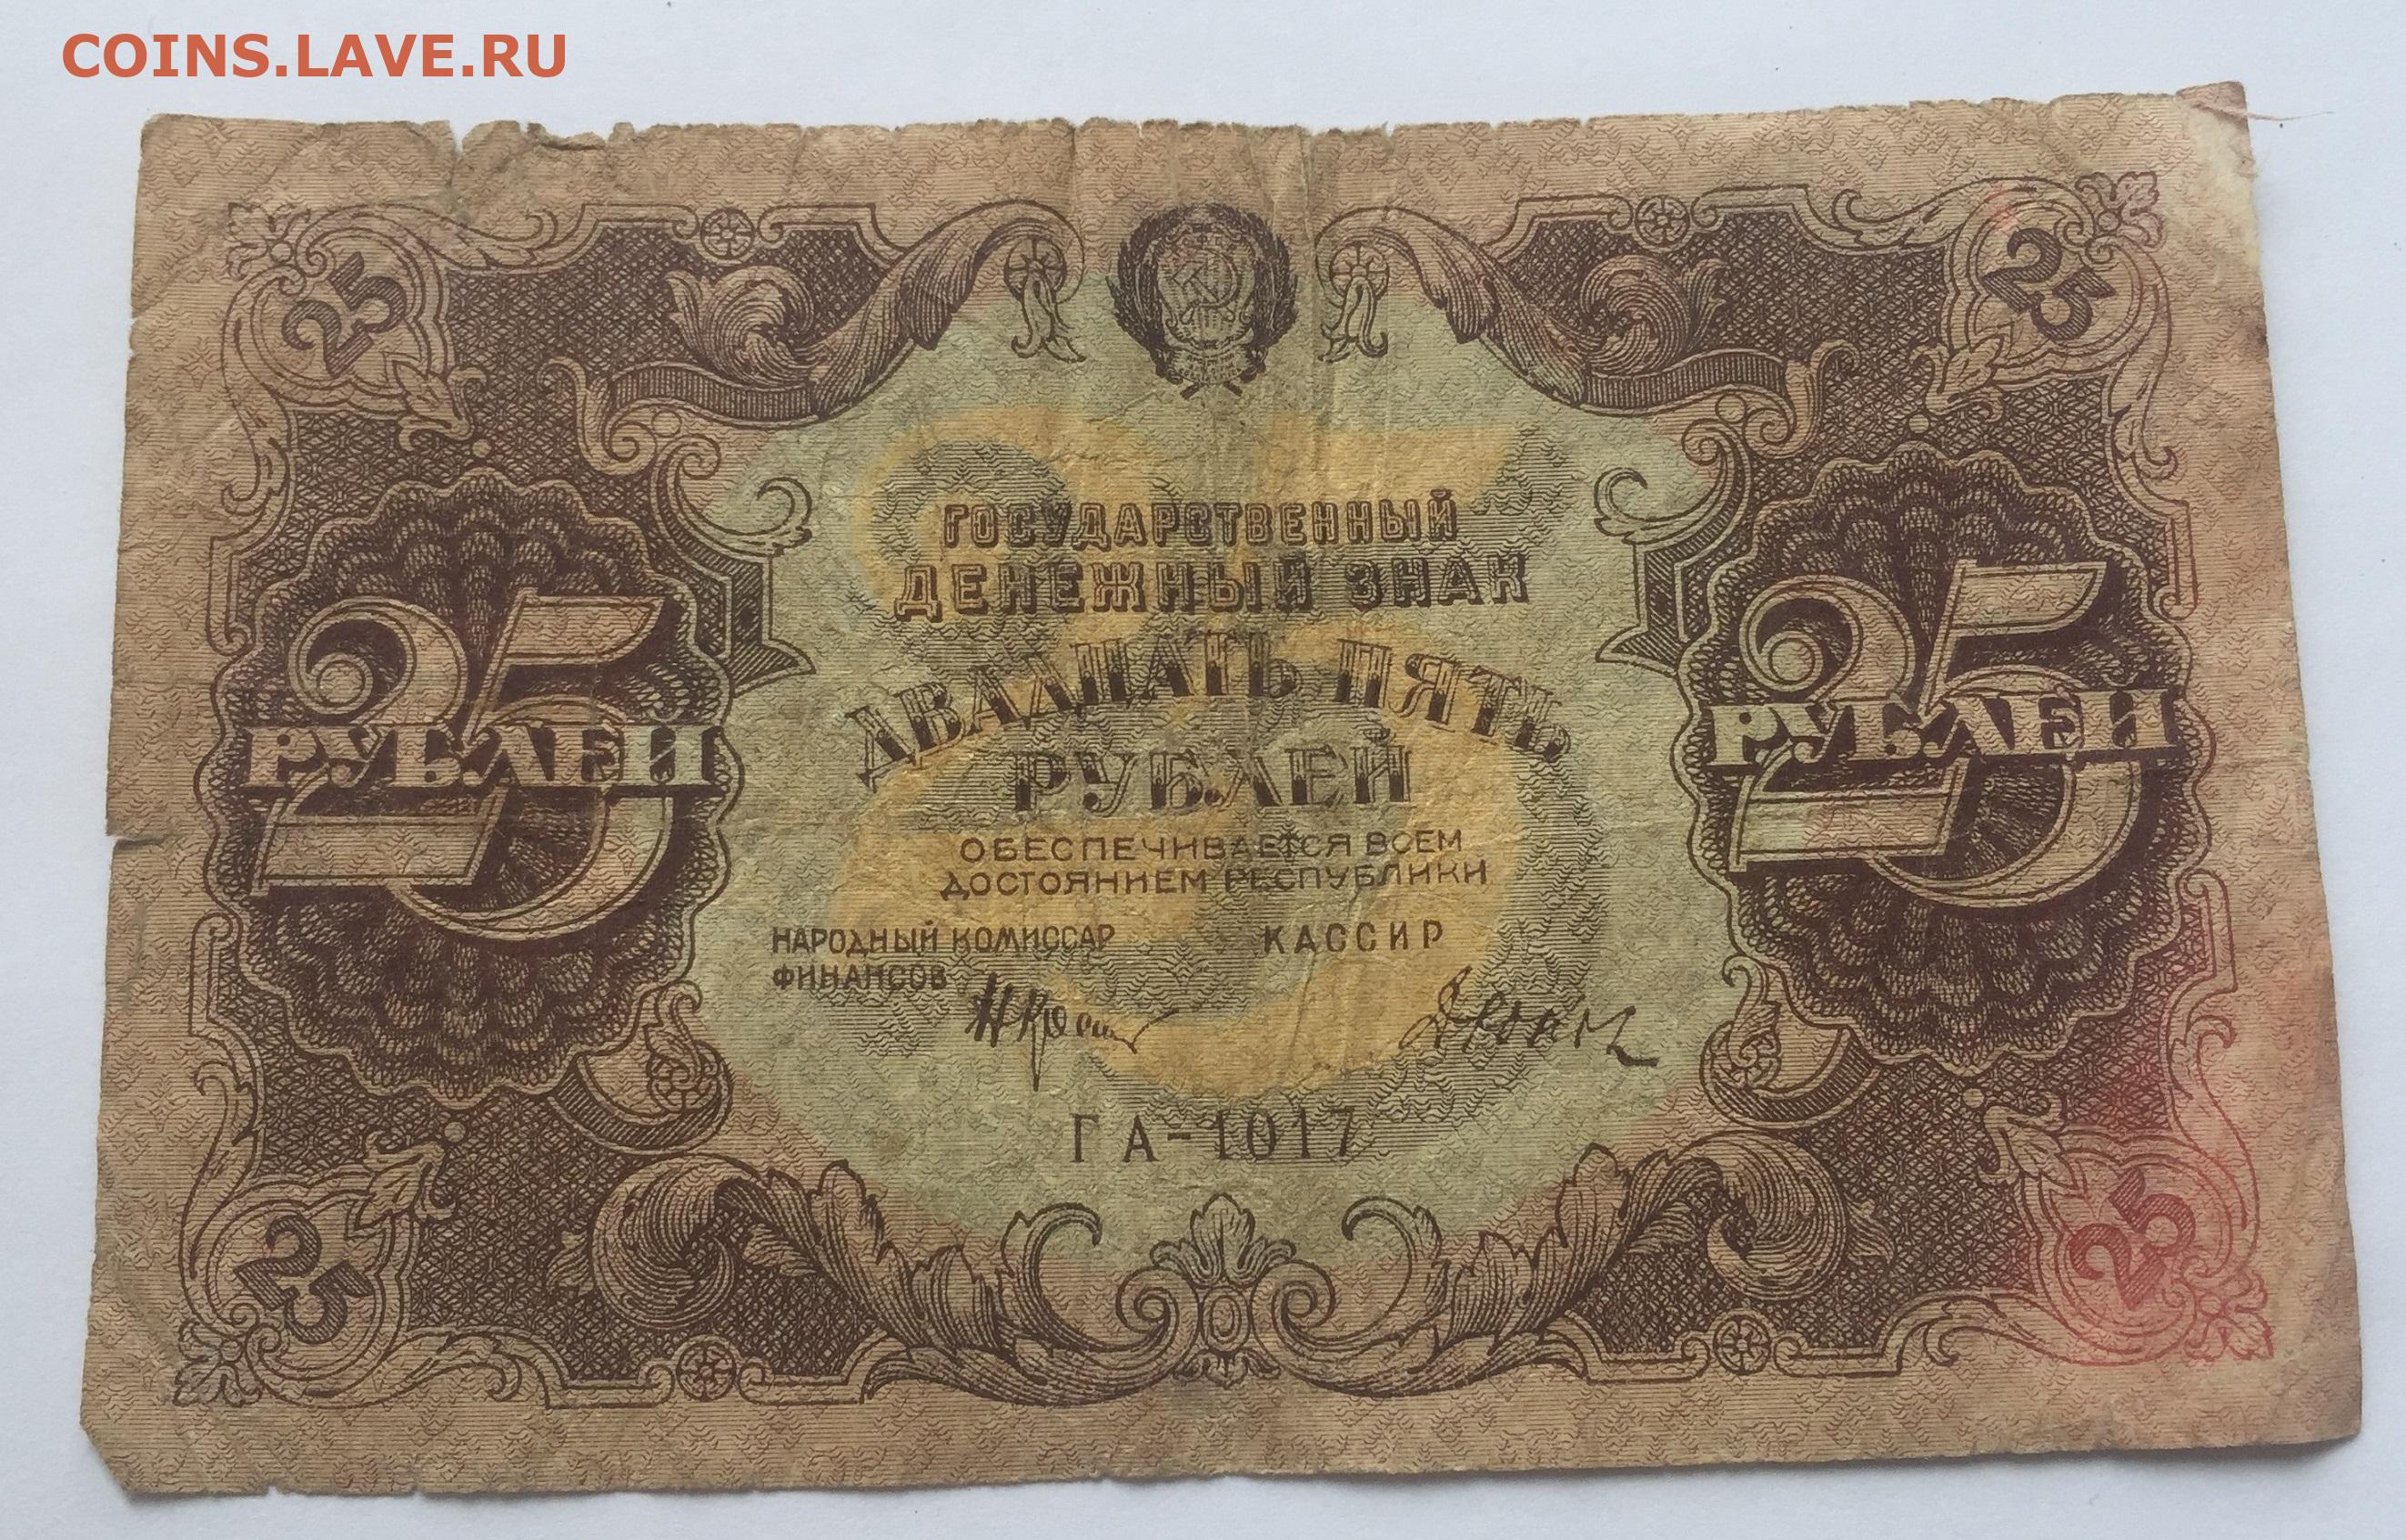 COINS.LAVE.RU
25
25
ГОСУДАРСТВЕННЫЙ
ДЕНЕЖНЫЙ ЗНАК
ДВАДЦАТЬ ПЯТЬ
РУБЛЕЙ
25
РУБЛЕЙ
25
РУБЛЕЙ
ОБЕСПЕЧИВАЕТСЯ ВСЕМ
ДОСТОЯНИЕМ РЕСПУБЛИКИ
НАРОДНЫЙ КОМИССАР
ФИНАНСОВ
КАССИР
ГА-1017
25
25